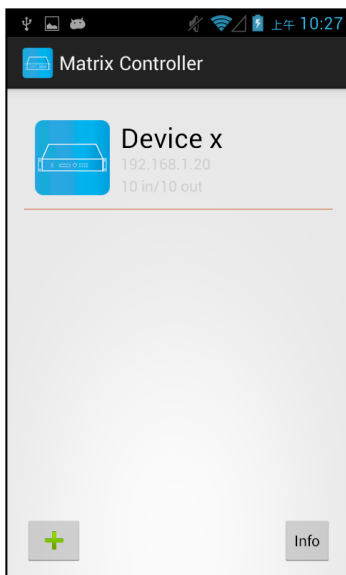 上午 10:27
Matrix Controller
Device x
192.168.1.20
10 in/10 out
Info